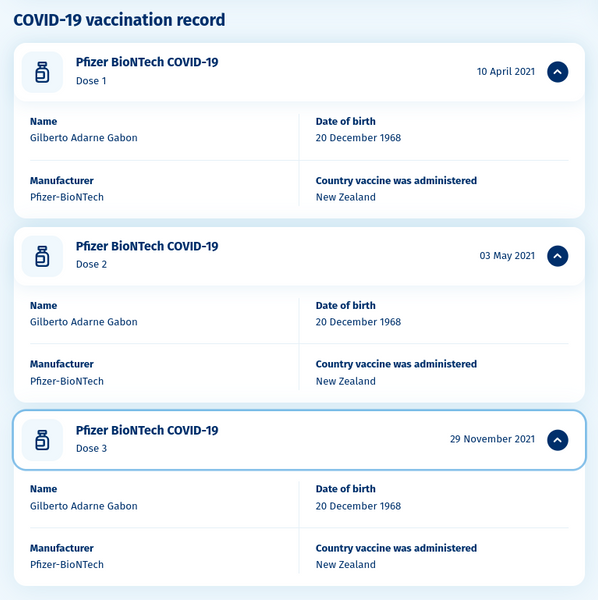 COVID-19 vaccination record
Pfizer BioNTech COVID-19
Dose 1
10 April 2021
Name
Date of birth
Gilberto Adarne Gabon
20 December 1968
Manufacturer
Country vaccine was administered
Pfizer-BioNTech
New Zealand
Pfizer BioNTech COVID-19
Dose 2
03 May 2021
Name
Date of birth
Gilberto Adarne Gabon
20 December 1968
Manufacturer
Country vaccine was administered
Pfizer-BioNTech
New Zealand
Pfizer BioNTech COVID-19
Dose 3
29 November 2021
Name
Date of birth
Gilberto Adarne Gabon
20 December 1968
Manufacturer
Country vaccine was administered
Pfizer-BioNTech
New Zealand